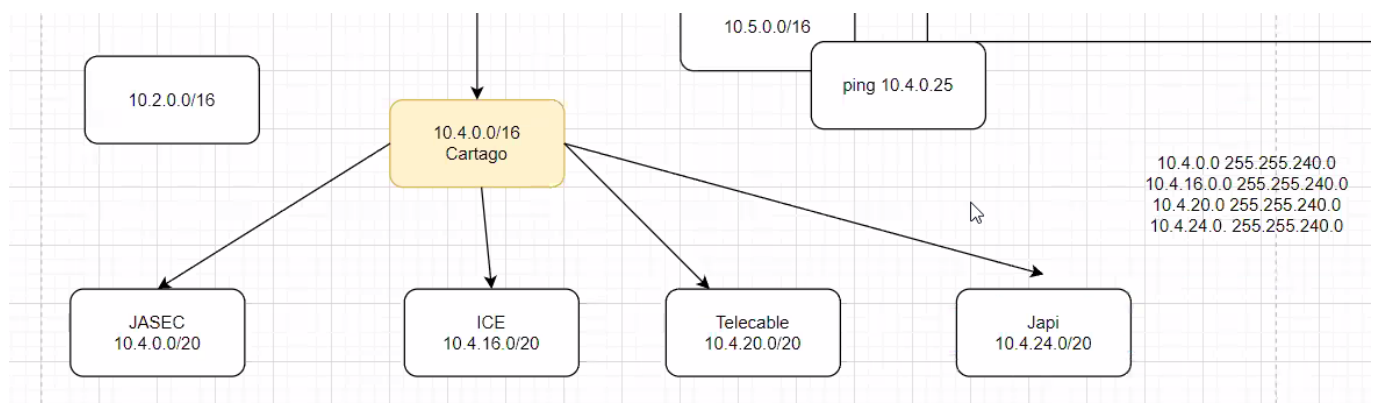 10.5.0.0/16
10.2.0.0/16
ping 10.4.0.25
10.4.0.0/16
Cartago
10.4.0.0 255.255.240.0
10.4.16.0.0 255.255.240.0
10.4.20.0 255.255.240.0
10.4.24.0. 255.255.240.0
JASEC
10.4.0.0/20
ICE
10.4.16.0/20
Telecable
10.4.20.0/20
Japi
10.4.24.0/20